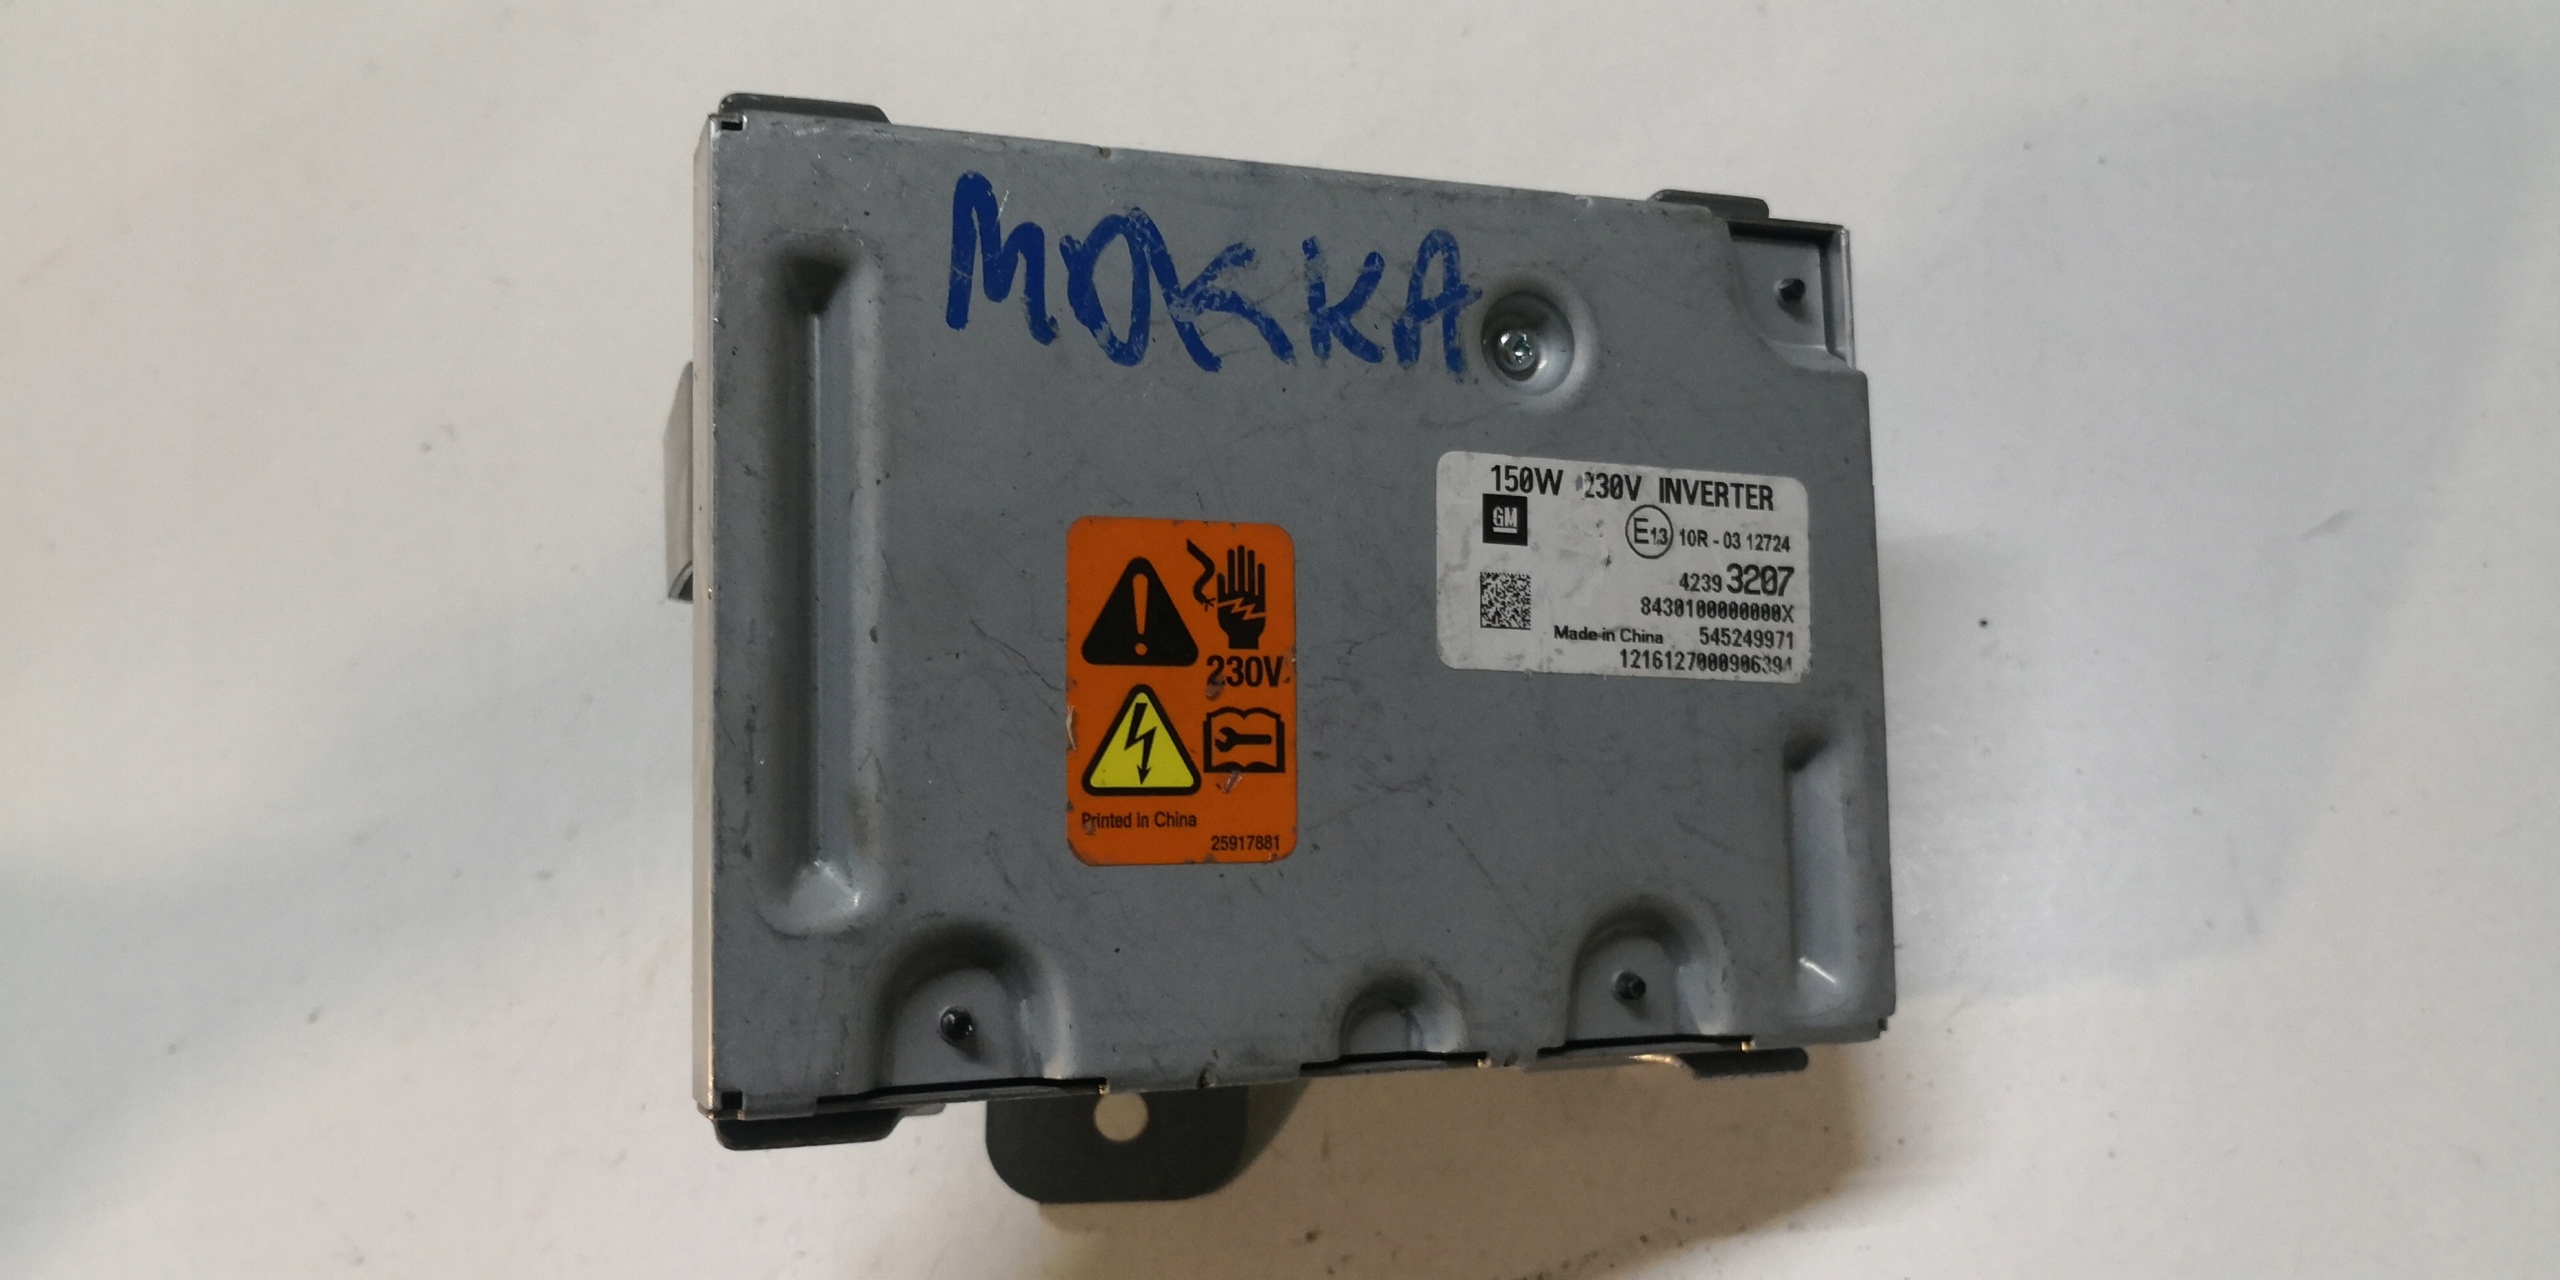 MOKKA
150W 230V INVERTER
GM
E13 10R - 03 12724
4239 3207
8430100000000X
Made in China 545249971
1216127000906394
230V
Printed in China
25917881